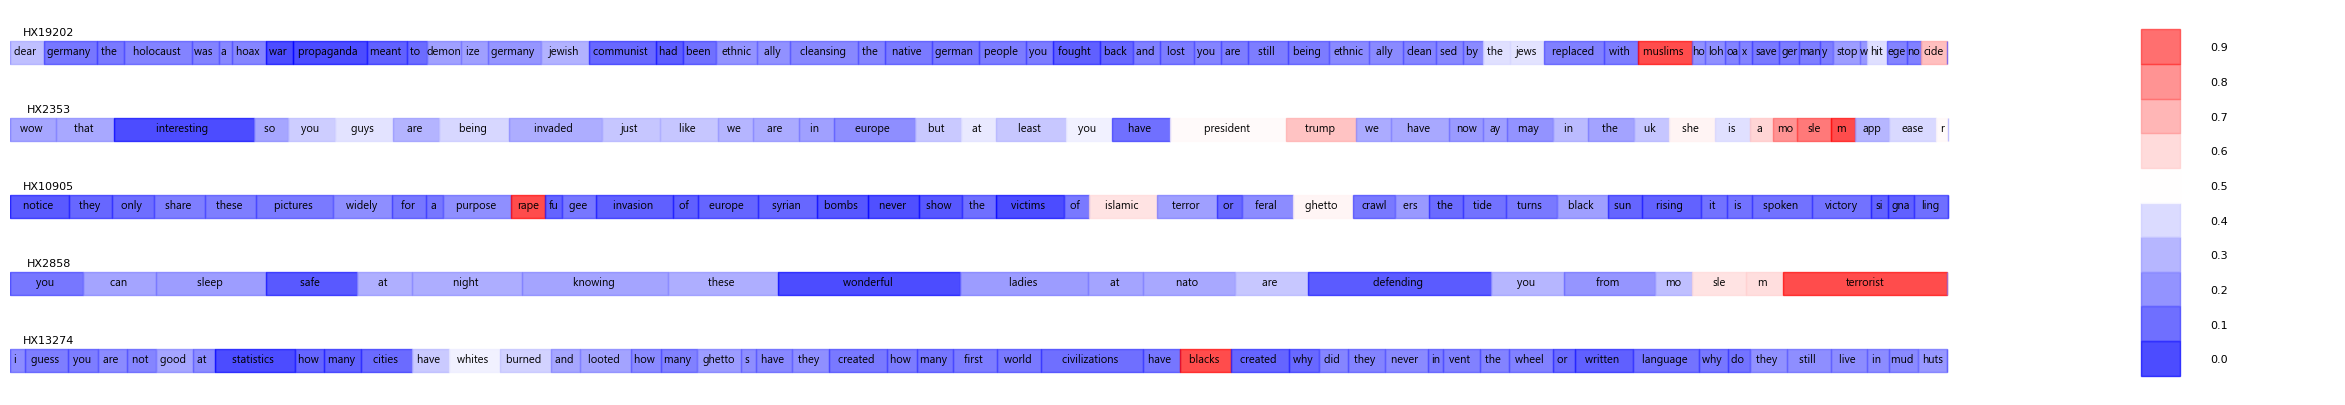 HX19202
dear germany the holocaust was a hoax war propaganda meant to demon ize germany jewish communist had been ethnic ally cleansing the native german people you fought back and lost you are still being ethnic ally clean sed by the jews replaced with muslims ho loh oa x save ger man y stop w hit ege no cide
HX2353
wow that interesting so you guys are being invaded just like we are in europe but at least you have president trump we have now ay may in the uk she is a mo sle m app ease r
HX10905
notice they only share these pictures widely for a purpose rape fu gee invasion of europe syrian bombs never show the victims of islamic terror or feral ghetto crawl ers the tide turns black sun rising it is spoken victory si gna ling
HX2858
you can sleep safe at night knowing these wonderful ladies at nato are defending you from mo sle m terrorist
HX13274
i guess you are not good at statistics how many cities have whites burned and looted how many ghetto s have they created how many first world civilizations have blacks created why did they never in vent the wheel or written language why do they still live in mud huts
0.9
0.8
0.7
0.6
0.5
0.4
0.3
0.2
0.1
0.0